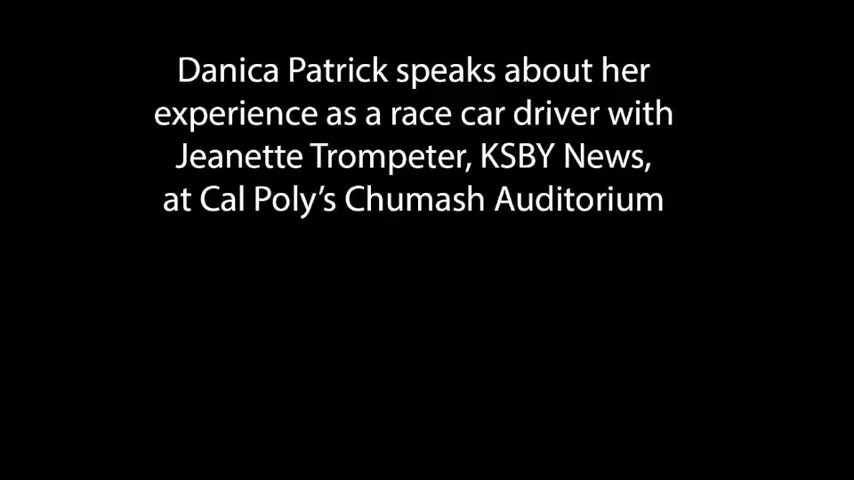 Danica Patrick speaks about her
experience as a race car driver with
Jeanette Trompeter, KSBY News,
at Cal Poly’s Chumash Auditorium